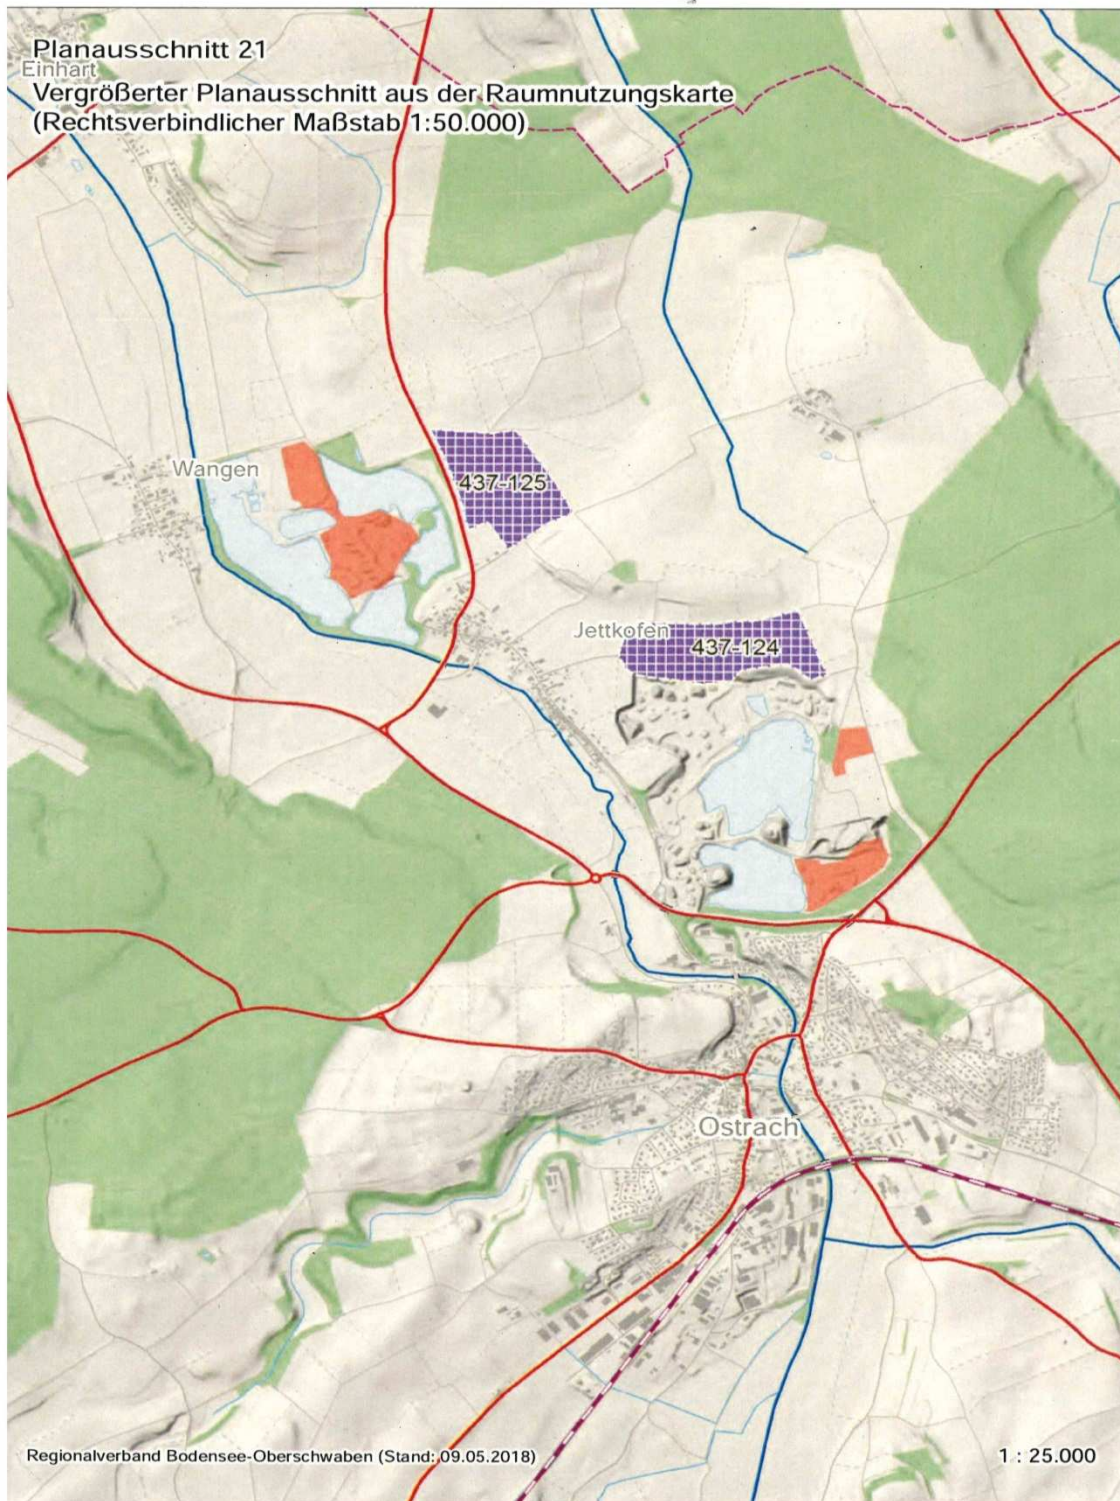 Planausschnitt 21
Einhart
Vergrößerter Planausschnitt aus der Raumnutzungskarte
(Rechtsverbindlicher Maßstab 1:50.000)
Wangen
437-125
Jettkofen
437-124
Ostrach
Regionalverband Bodensee-Oberschwaben (Stand: 09.05.2018)
1 : 25.000